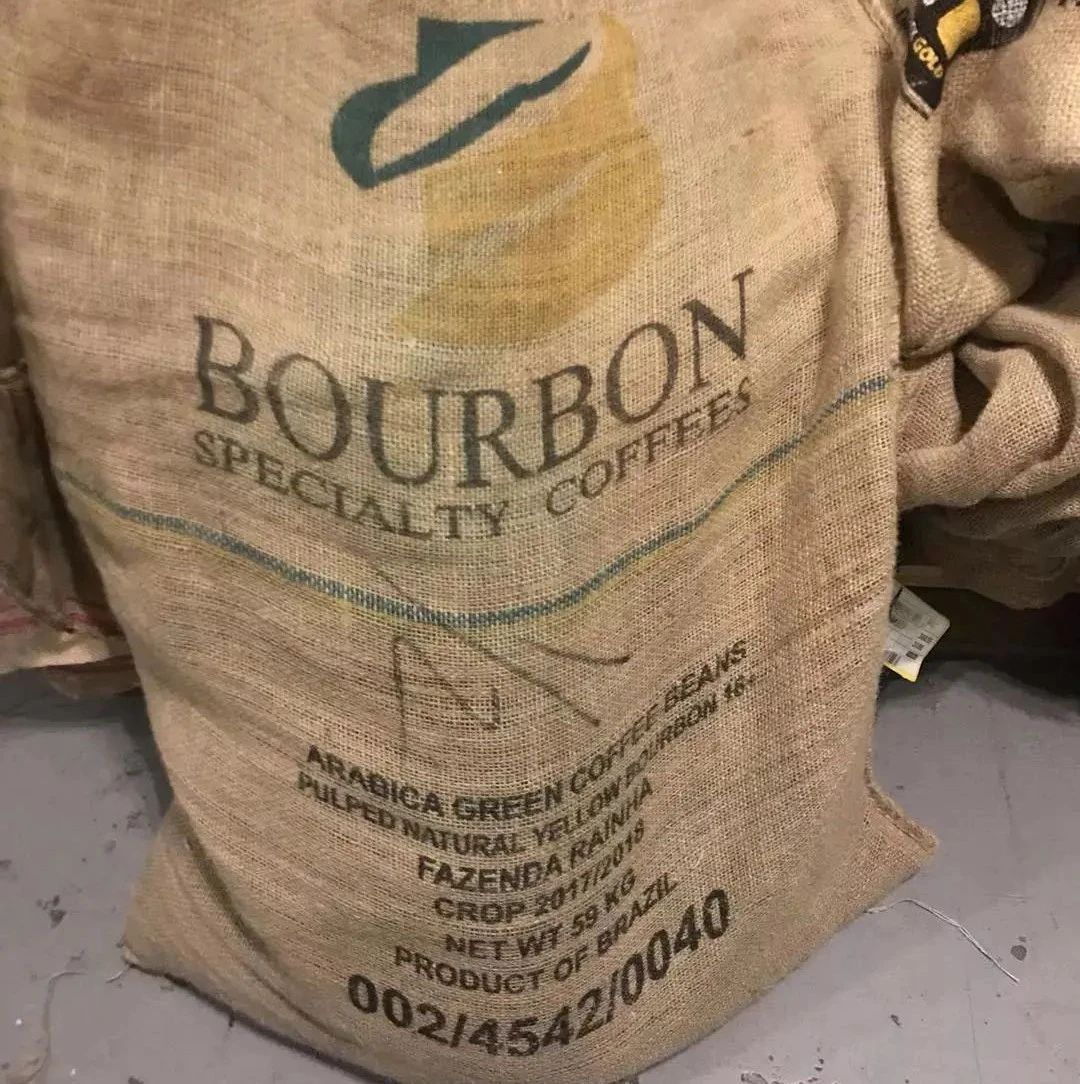 GOLD
BOURBON
SPECIALTY COFFEES
ARABICA GREEN COFFEE BEANS
PULPED NATURAL YELLOW BOURBON 16+
FAZENDA RAINHA
CROP 2017/2018
NET WT 59 KG
PRODUCT OF BRAZIL
002/4542/0040